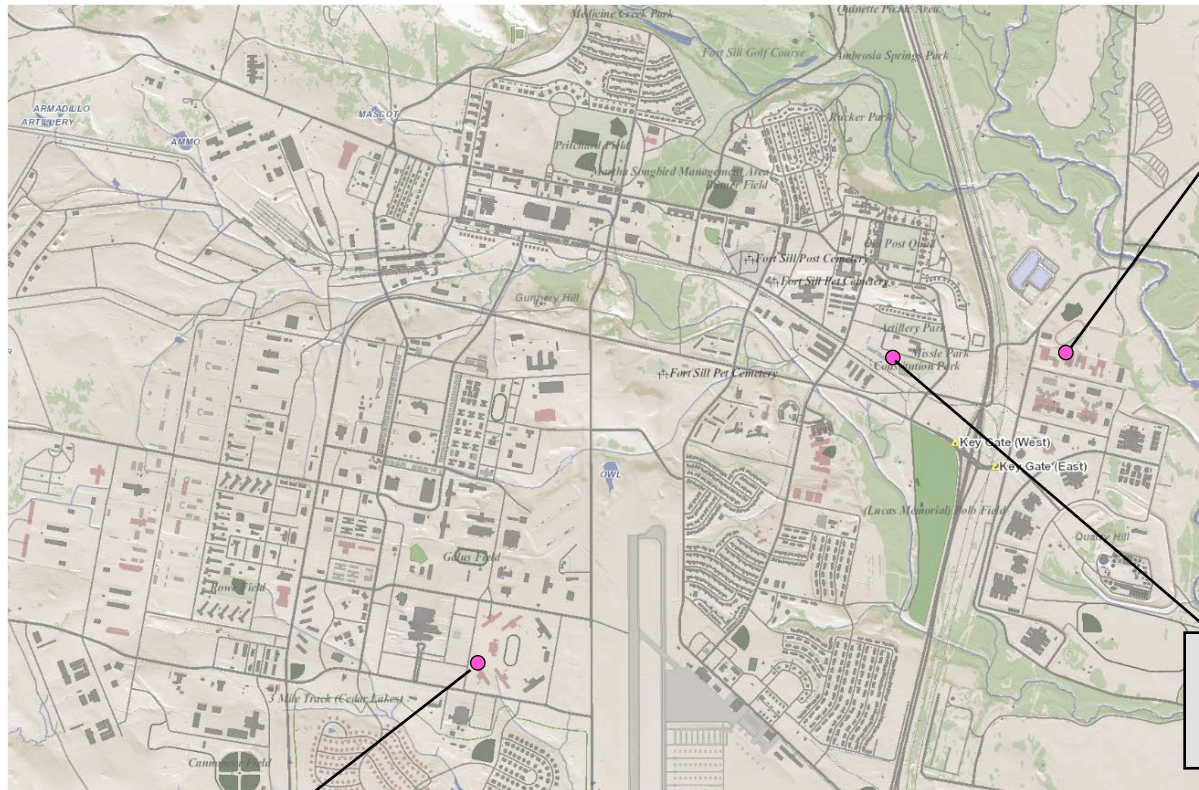 Medicine Creek Park
Quinette Picnic Area
Fort Sill Golf Course
Ambrosia Springs Park
ARMADILLO
ARTILLERY
MASCOT
AMMO
Rucker Park
Pritchard Field
Martha Songbird Management Area
Field
Old Post Quad
Fort Sill Post Cemetery
Fort Sill Pet Cemetery
Gunnery Hill
Artillery Park
Missle Park
Constitution Park
Fort Sill Pet Cemetery
Key Gate (West)
Key Gate (East)
OWL
(Lucas Memorial) Polo Field
Quarry Hill
Gatus Field
Rowe Field
3 Mile Track (Cedar Lakes)
Cannoneer Field